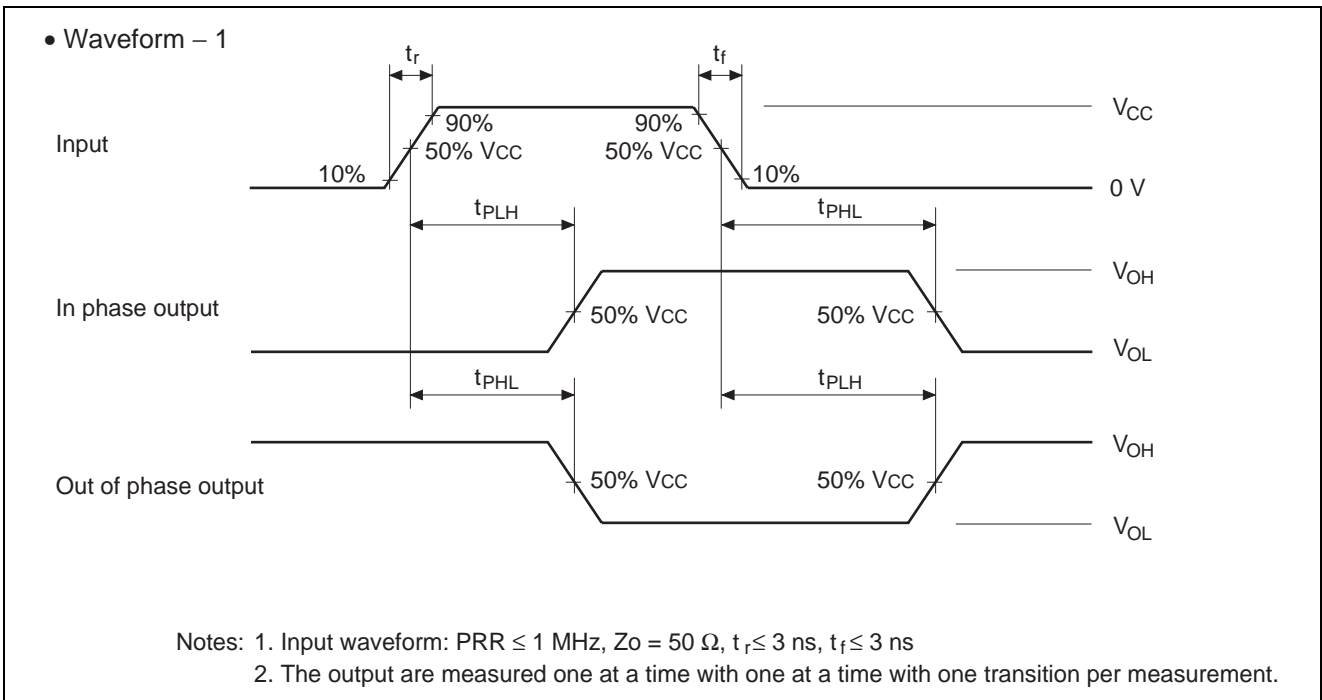 • Waveform – 1
tr
tf
VCC
90%
90%
Input
50% VCC
50% VCC
10%
10%
0 V
tPLH
tPHL
VOH
In phase output
50% VCC
50% VCC
VOL
tPHL
tPLH
VOH
Out of phase output
50% VCC
50% VCC
VOL
Notes: 1. Input waveform: PRR ≤ 1 MHz, Zo = 50 Ω, t r ≤ 3 ns, t f ≤ 3 ns
2. The output are measured one at a time with one at a time with one transition per measurement.